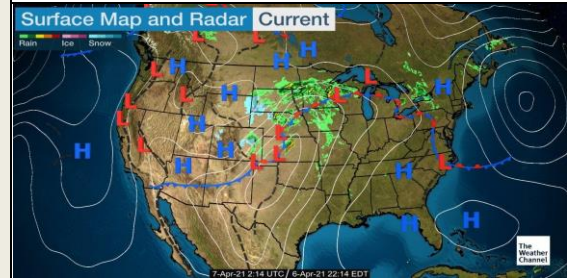 Surface Map and Radar Current
Rain Ice Snow
L L
H
H
L H
L
H H
L
L
L
L
H
L
H
L
H
L
L
H
L
H
H
H
The
Weather
Channel
7-Apr-21 2:14 UTC / 6-Apr-21 22:14 EDT